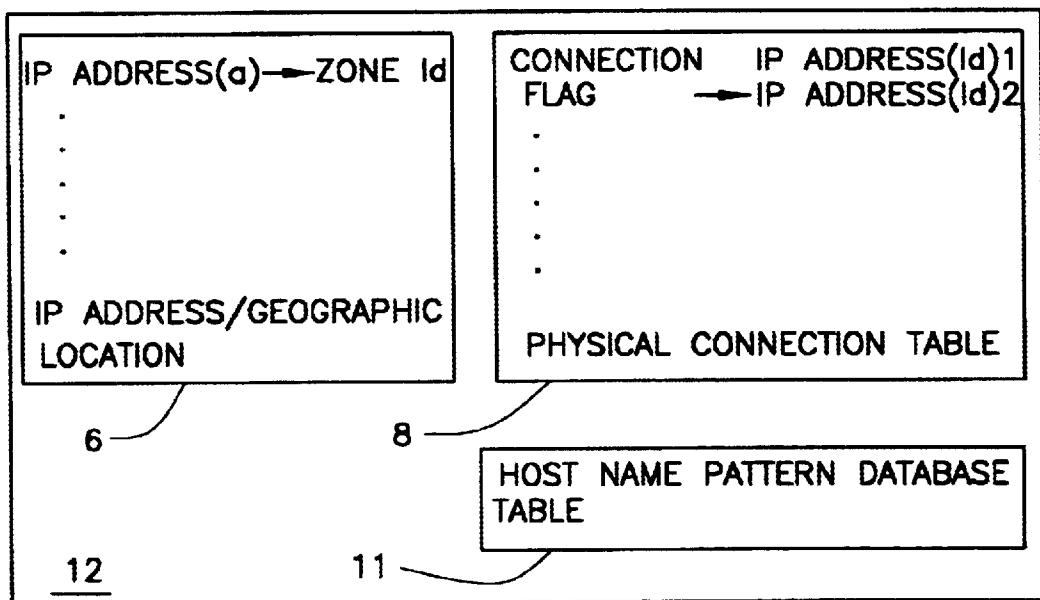 IP ADDRESS(a)→ZONE Id
.
.
.
.
.
IP ADDRESS/GEOGRAPHIC
LOCATION
6
CONNECTION IP ADDRESS(Id)1
FLAG →IP ADDRESS(Id)2
.
.
.
.
.
PHYSICAL CONNECTION TABLE
8
HOST NAME PATTERN DATABASE
TABLE
11
12